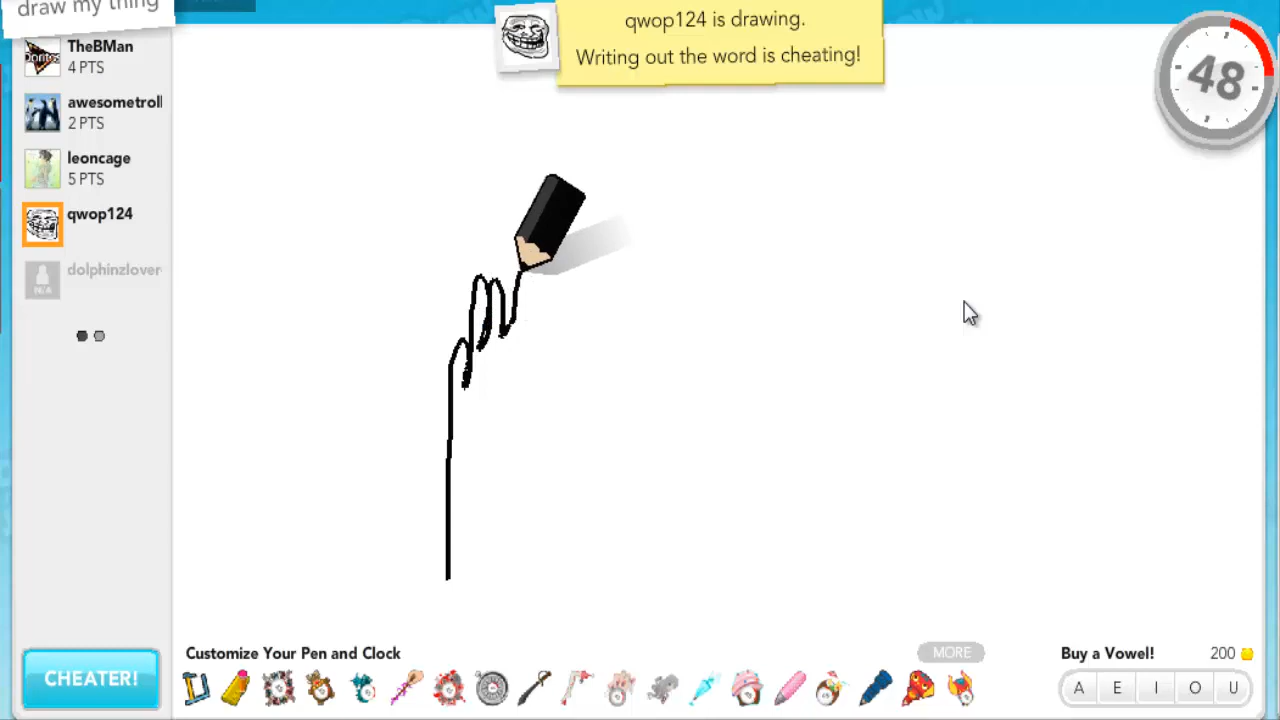 draw my thing
qwop124 is drawing.
Writing out the word is cheating!
48
TheBMan
4 PTS
awesometroll
2 PTS
leoncage
5 PTS
qwop124
dolphinzlover
N/A
Doritos
CHEATER!
Customize Your Pen and Clock
MORE
Buy a Vowel!
200
A E I O U